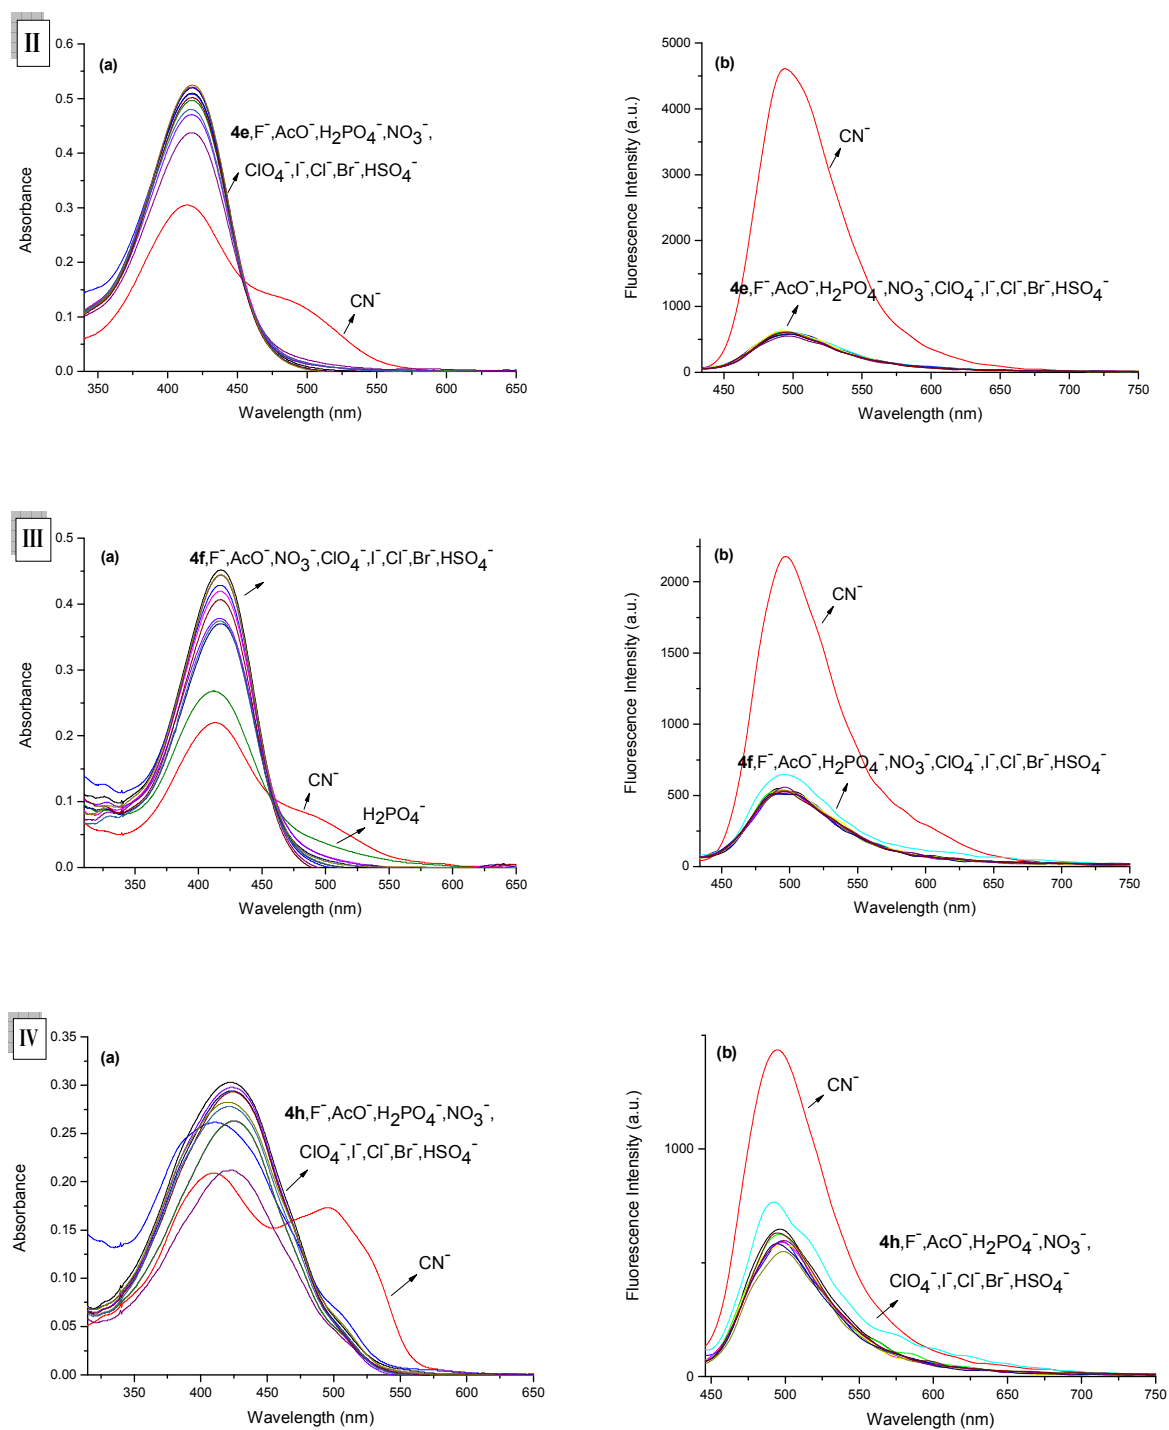 II
(a)
0.6
0.5
0.4
0.3
0.2
0.1
0.0
Absorbance
4e,F⁻,AcO⁻,H₂PO₄⁻,NO₃⁻,
ClO₄⁻,I⁻,Cl⁻,Br⁻,HSO₄⁻
CN⁻
350 400 450 500 550 600 650
Wavelength (nm)
(b)
5000
4000
3000
2000
1000
0
Fluorescence Intensity (a.u.)
CN⁻
4e,F⁻,AcO⁻,H₂PO₄⁻,NO₃⁻,ClO₄⁻,I⁻,Cl⁻,Br⁻,HSO₄⁻
450 500 550 600 650 700 750
Wavelength (nm)
III
(a)
0.5
0.4
0.3
0.2
0.1
0.0
Absorbance
4f,F⁻,AcO⁻,NO₃⁻,ClO₄⁻,I⁻,Cl⁻,Br⁻,HSO₄⁻
CN⁻
H₂PO₄⁻
350 400 450 500 550 600 650
Wavelength (nm)
(b)
2000
1500
1000
500
0
Fluorescence Intensity (a.u.)
CN⁻
4f,F⁻,AcO⁻,H₂PO₄⁻,NO₃⁻,ClO₄⁻,I⁻,Cl⁻,Br⁻,HSO₄⁻
450 500 550 600 650 700 750
Wavelength (nm)
IV
(a)
0.35
0.30
0.25
0.20
0.15
0.10
0.05
0.00
Absorbance
4h,F⁻,AcO⁻,H₂PO₄⁻,NO₃⁻,
ClO₄⁻,I⁻,Cl⁻,Br⁻,HSO₄⁻
CN⁻
350 400 450 500 550 600 650
Wavelength (nm)
(b)
1000
0
Fluorescence Intensity (a.u.)
CN⁻
4h,F⁻,AcO⁻,H₂PO₄⁻,NO₃⁻,
ClO₄⁻,I⁻,Cl⁻,Br⁻,HSO₄⁻
450 500 550 600 650 700 750
Wavelength (nm)